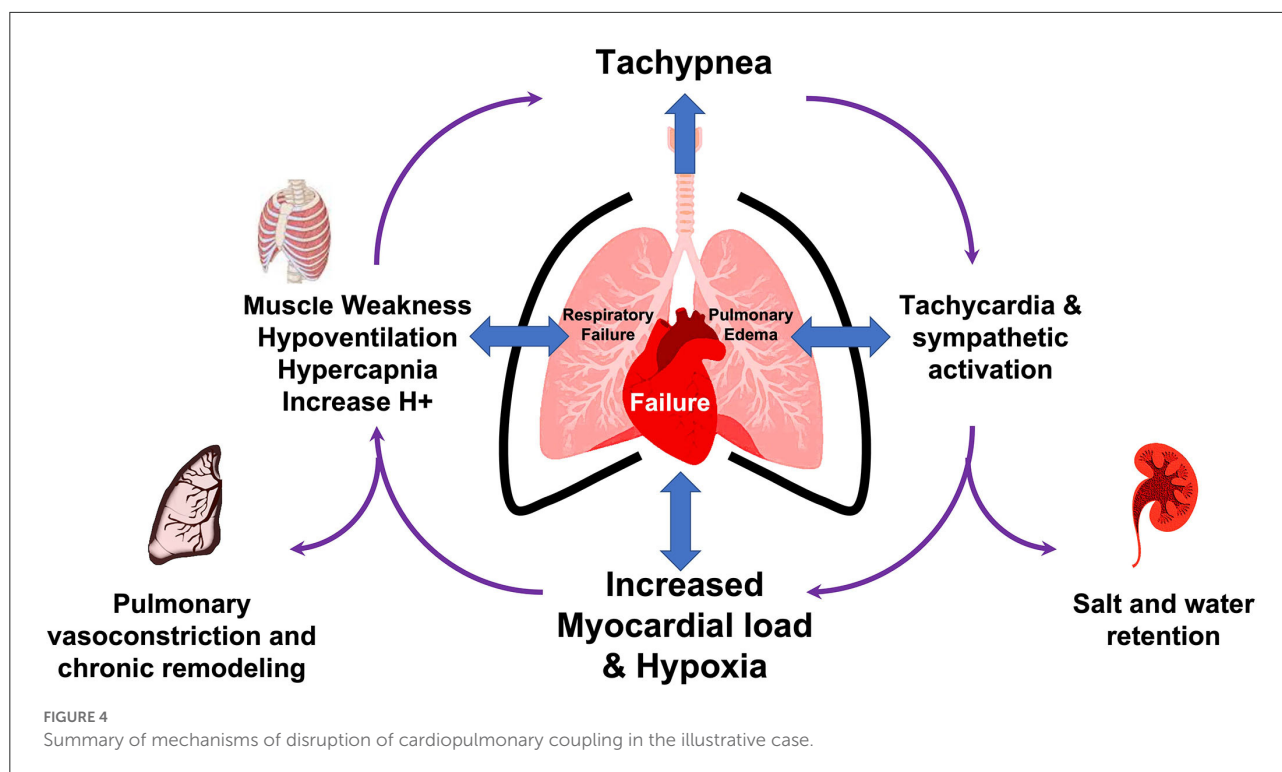 Tachypnea
Muscle Weakness
Hypoventilation
Hypercapnia
Increase H+
Respiratory
Failure
Pulmonary
Edema
Failure
Tachycardia &
sympathetic
activation
Pulmonary
vasoconstriction and
chronic remodeling
Increased
Myocardial load
& Hypoxia
Salt and water
retention
FIGURE 4
Summary of mechanisms of disruption of cardiopulmonary coupling in the illustrative case.